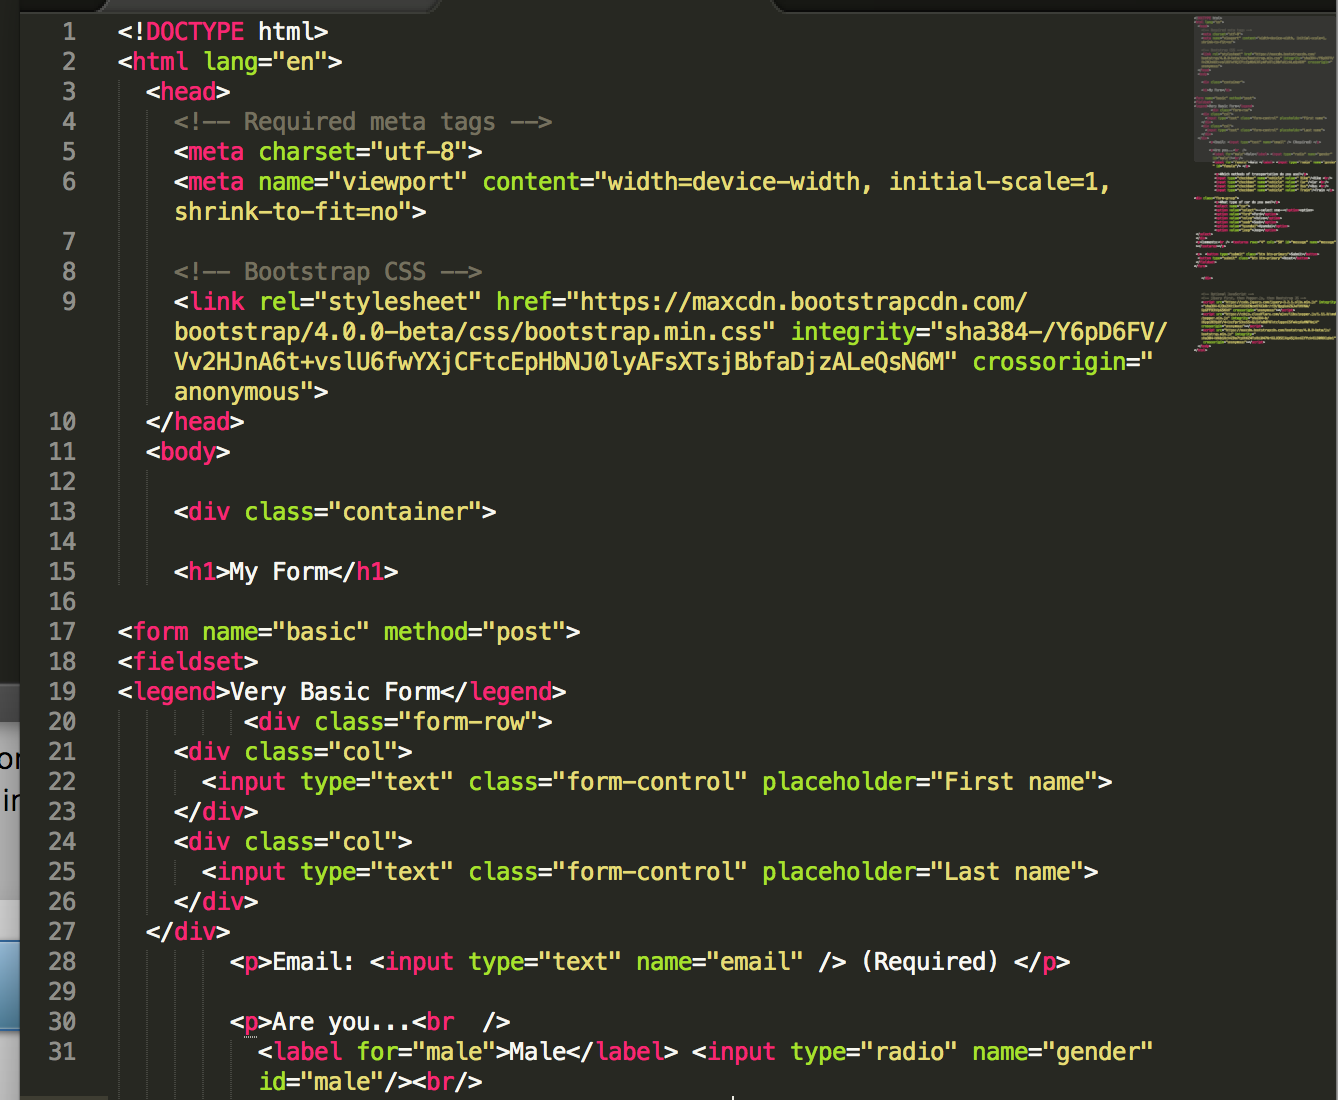 1 <!DOCTYPE html>
2 <html lang="en">
3 <head>
4 <!-- Required meta tags -->
5 <meta charset="utf-8">
6 <meta name="viewport" content="width=device-width, initial-scale=1,
shrink-to-fit=no">
7
8 <!-- Bootstrap CSS -->
9 <link rel="stylesheet" href="https://maxcdn.bootstrapcdn.com/
bootstrap/4.0.0-beta/css/bootstrap.min.css" integrity="sha384-/Y6pD6FV/
Vv2HJnA6t+vslU6fwYXjCFtcEpHbNJ0lyAFsXTsjBbfaDjzALeQsN6M" crossorigin="
anonymous">
10 </head>
11 <body>
12
13 <div class="container">
14
15 <h1>My Form</h1>
16
17 <form name="basic" method="post">
18 <fieldset>
19 <legend>Very Basic Form</legend>
20 <div class="form-row">
21 <div class="col">
22 <input type="text" class="form-control" placeholder="First name">
23 </div>
24 <div class="col">
25 <input type="text" class="form-control" placeholder="Last name">
26 </div>
27 </div>
28 <p>Email: <input type="text" name="email" /> (Required) </p>
29
30 <p>Are you...<br  />
31 <label for="male">Male</label> <input type="radio" name="gender"
id="male"/><br/>